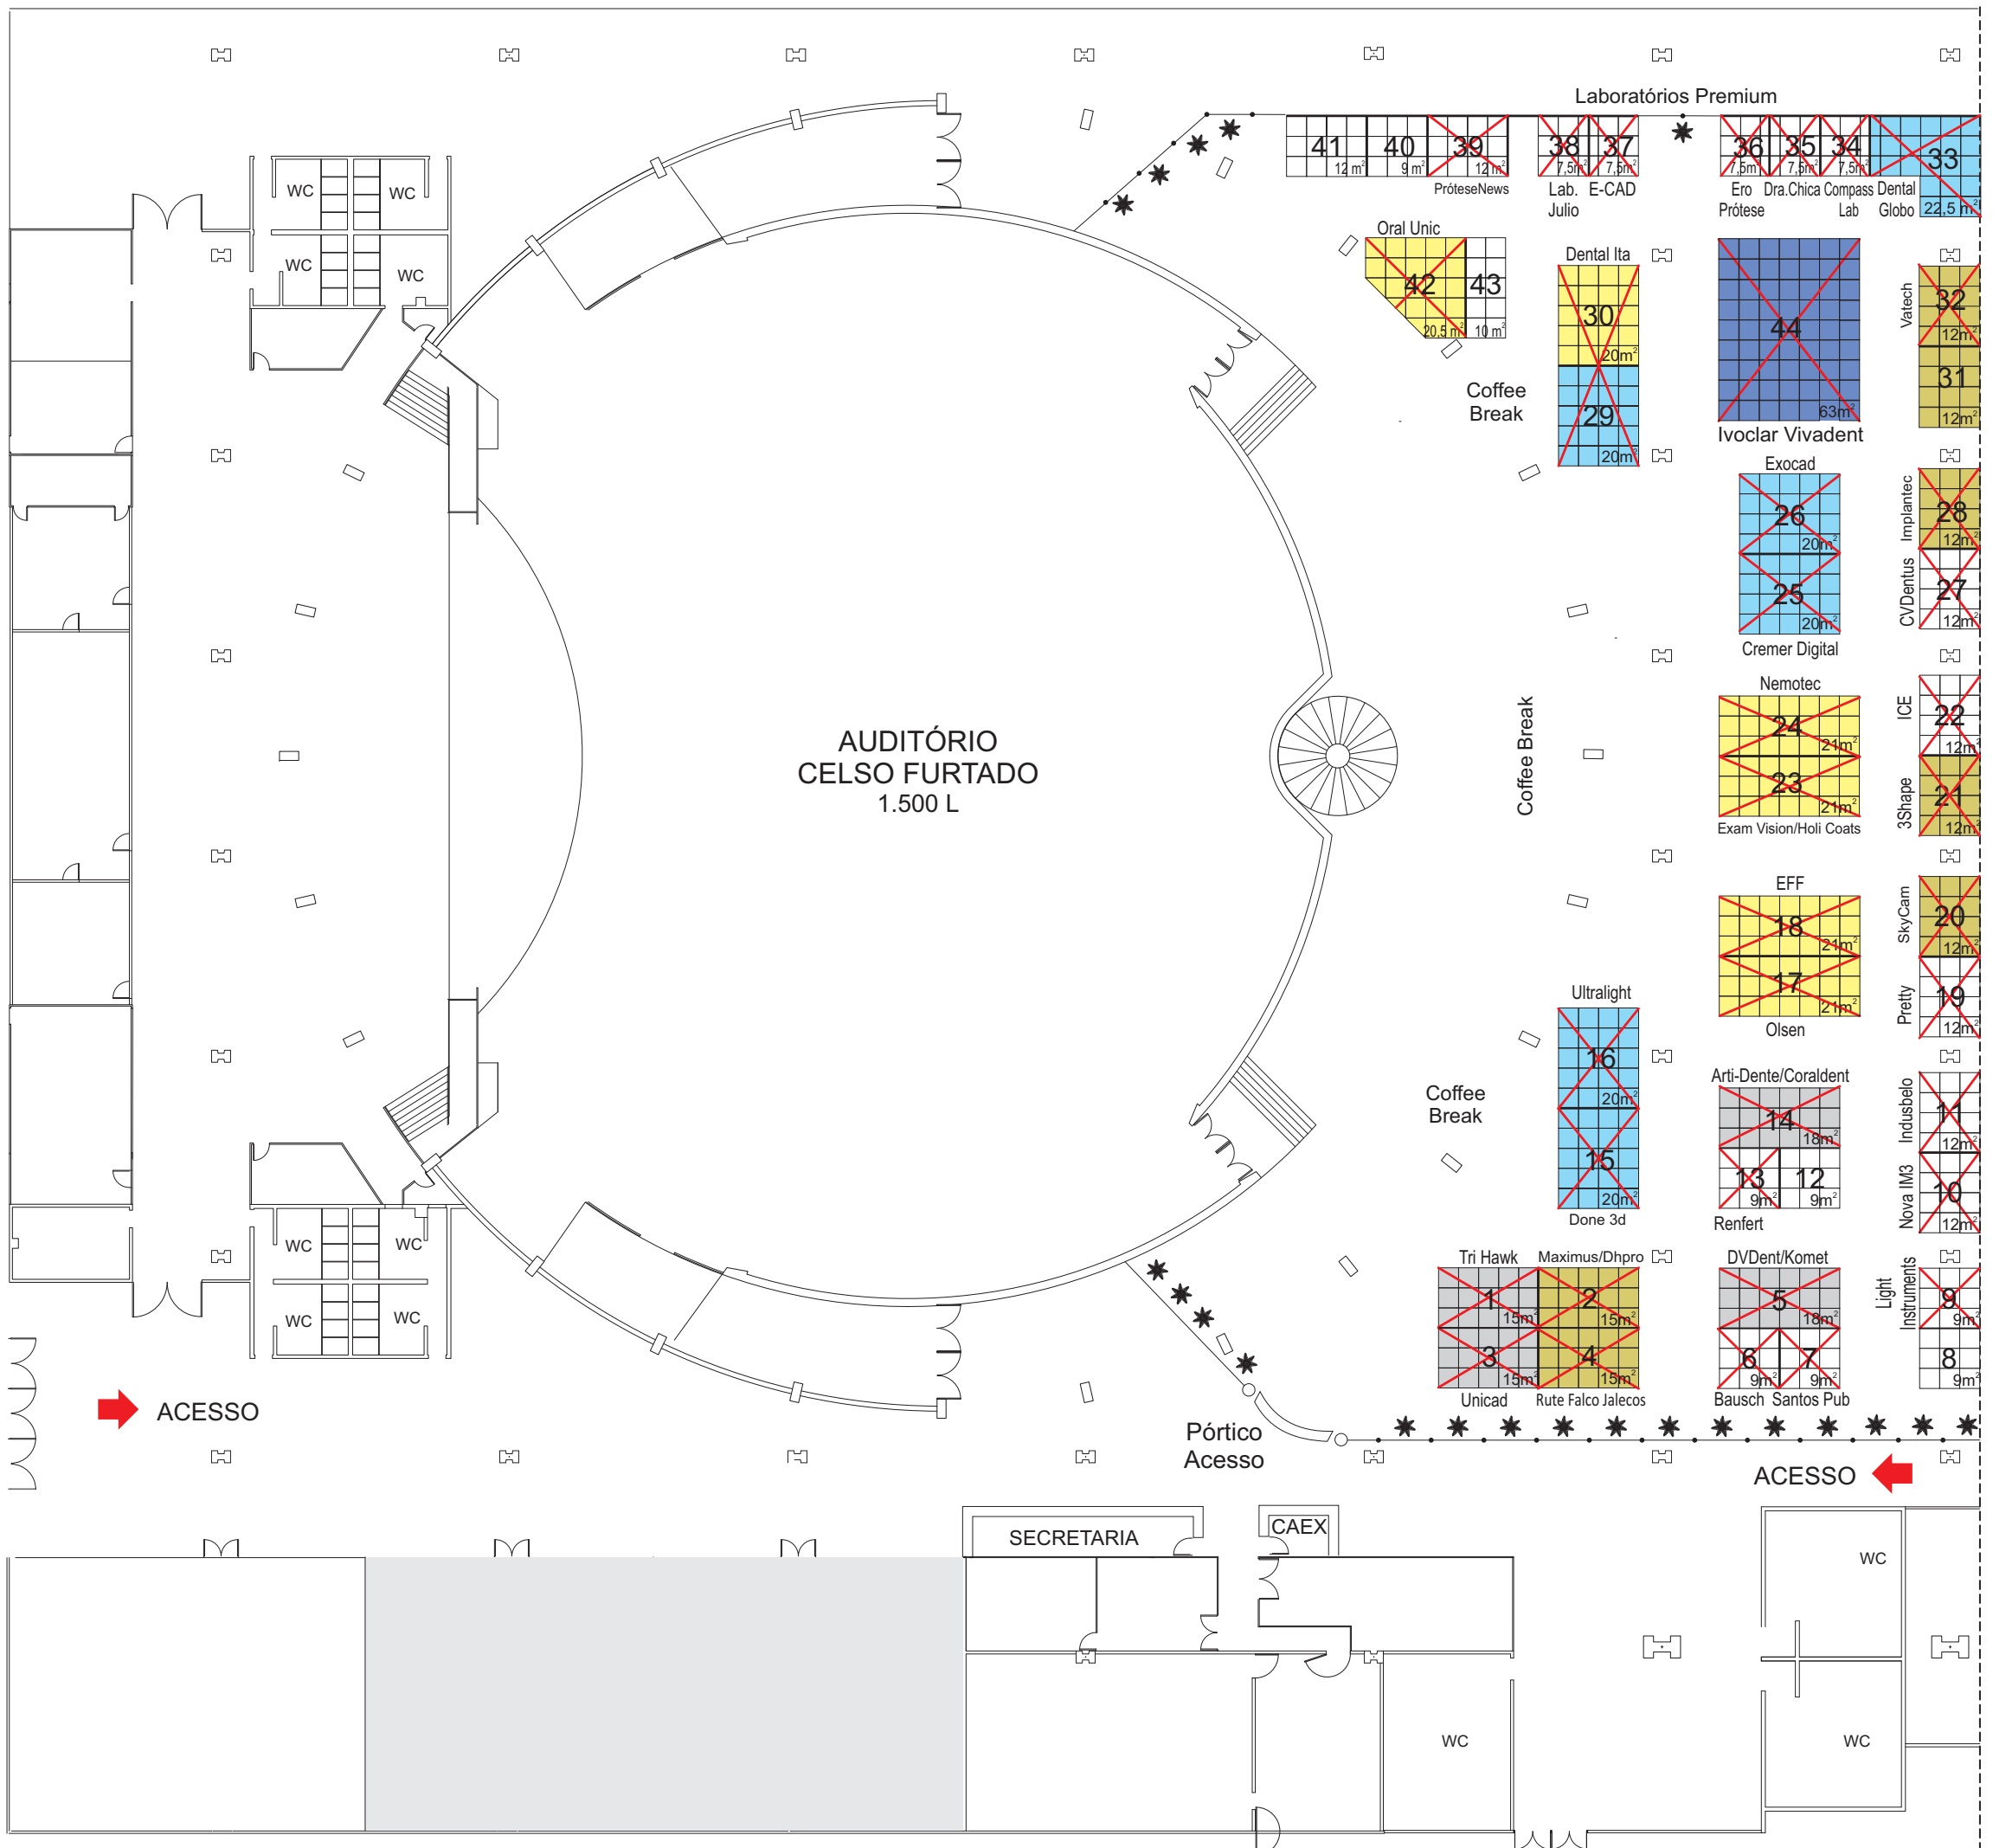 Laboratórios Premium
41
12 m²
40
9 m²
39
12 m²
PróteseNews
38
7,5m²
Lab.
Julio
37
7,5m²
E-CAD
36
7,5m²
Ero
Prótese
35
7,5m²
Dra.Chica
34
7,5m²
Compass
Lab
33
22,5 m²
Dental
Globo
WC
WC
WC
WC
Oral Unic
42
20,5 m²
43
10 m²
Dental Ita
30
20m²
29
20m²
Coffee
Break
44
63m²
Ivoclar Vivadent
Vatech
32
12m²
31
12m²
Exocad
26
20m²
25
20m²
Cremer Digital
Implantec
28
12m²
CVDentus
27
12m²
AUDITÓRIO
CELSO FURTADO
1.500 L
Coffee Break
Nemotec
24
21m²
23
21m²
Exam Vision/Holi Coats
ICE
22
12m²
3Shape
21
12m²
EFF
18
21m²
17
21m²
Olsen
SkyCam
20
12m²
Pretty
19
12m²
Coffee
Break
Ultralight
16
20m²
15
20m²
Done 3d
Arti-Dente/Coraldent
14
18m²
13
9m²
12
9m²
Renfert
Indusbelo
11
12m²
Nova IM3
10
12m²
WC
WC
WC
WC
Tri Hawk
1
15m²
Maximus/Dhpro
2
15m²
3
15m²
Unicad
4
15m²
Rute Falco Jalecos
DVDent/Komet
5
18m²
6
9m²
Bausch
7
9m²
Santos Pub
Light
Instruments
9
9m²
8
9m²
ACESSO
Pórtico
Acesso
ACESSO
SECRETARIA
CAEX
WC
WC
WC